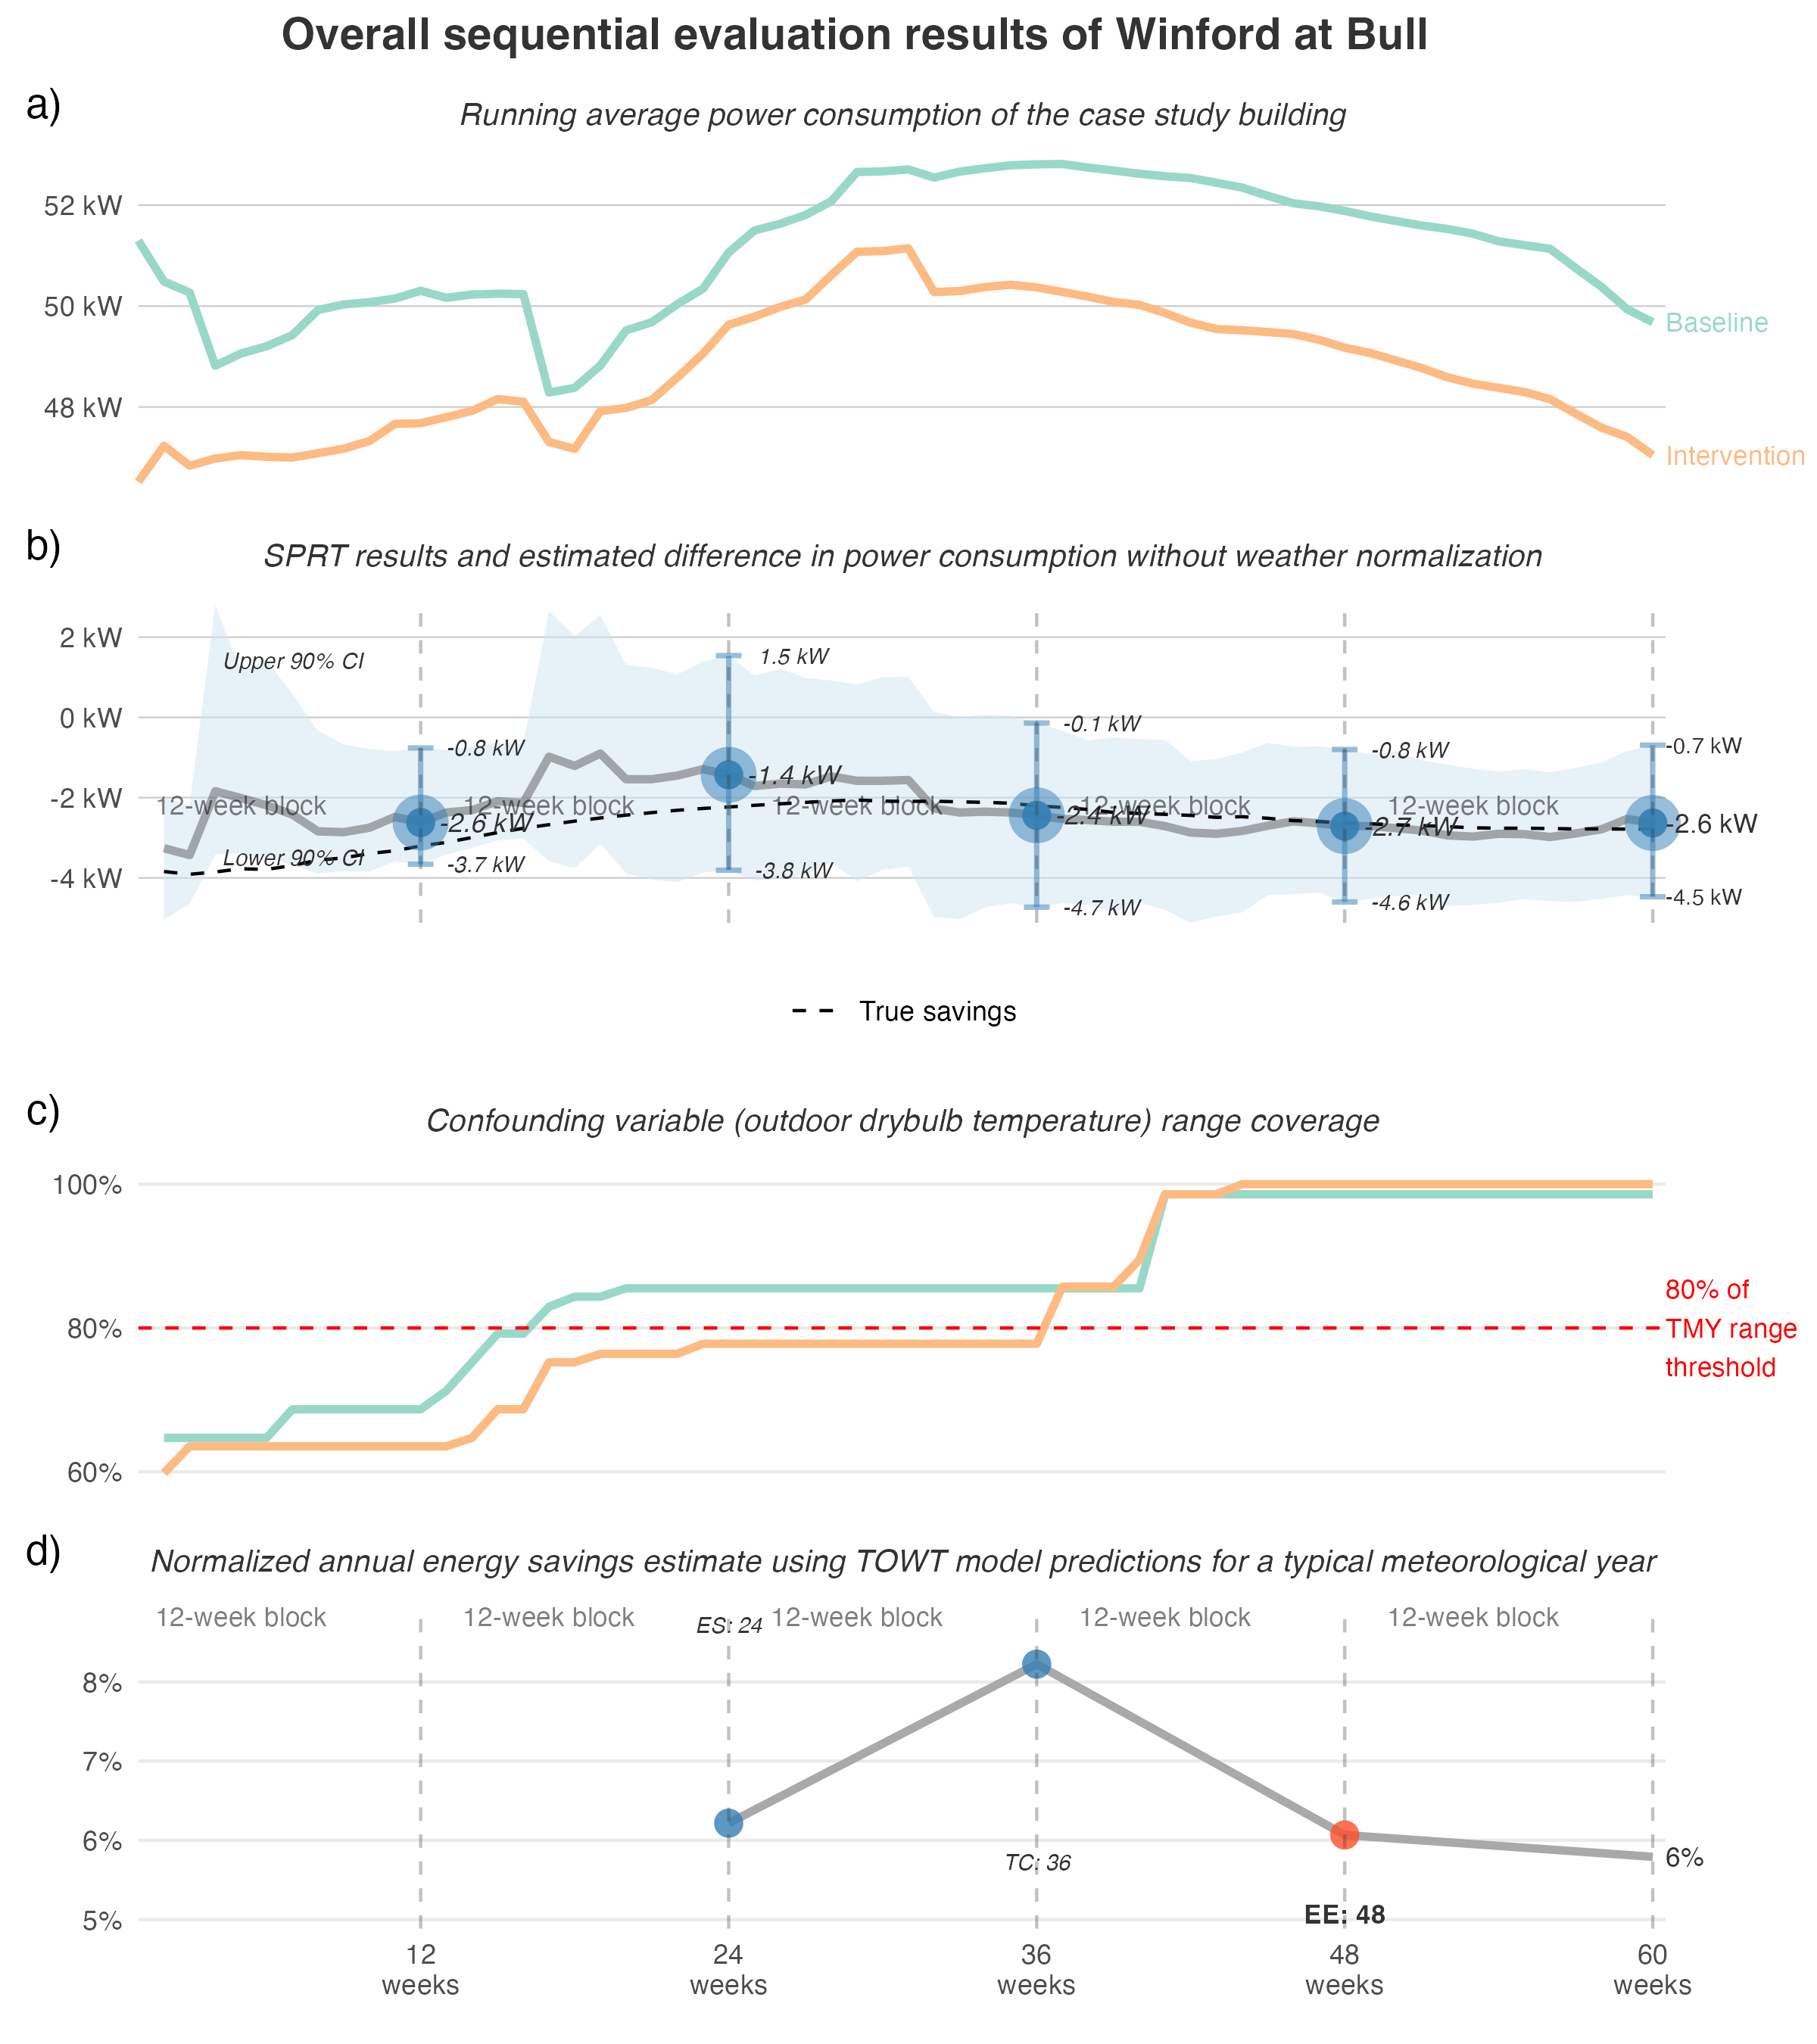 Overall sequential evaluation results of Winford at Bull
a)
Running average power consumption of the case study building
52 kW
50 kW
48 kW
Baseline
Intervention
b)
SPRT results and estimated difference in power consumption without weather normalization
2 kW
0 kW
-2 kW
-4 kW
Upper 90% CI
Lower 90% CI
12-week block
12-week block
12-week block
12-week block
12-week block
-0.8 kW
-2.6 kW
-3.7 kW
1.5 kW
-1.4 kW
-3.8 kW
-0.1 kW
-2.4 kW
-4.7 kW
-0.8 kW
-2.7 kW
-4.6 kW
-0.7 kW
-2.6 kW
-4.5 kW
True savings
c)
Confounding variable (outdoor drybulb temperature) range coverage
100%
80%
60%
80% of
TMY range
threshold
d)
Normalized annual energy savings estimate using TOWT model predictions for a typical meteorological year
12-week block
12-week block
ES: 24
12-week block
12-week block
12-week block
8%
7%
6%
5%
TC: 36
EE: 48
6%
12
weeks
24
weeks
36
weeks
48
weeks
60
weeks